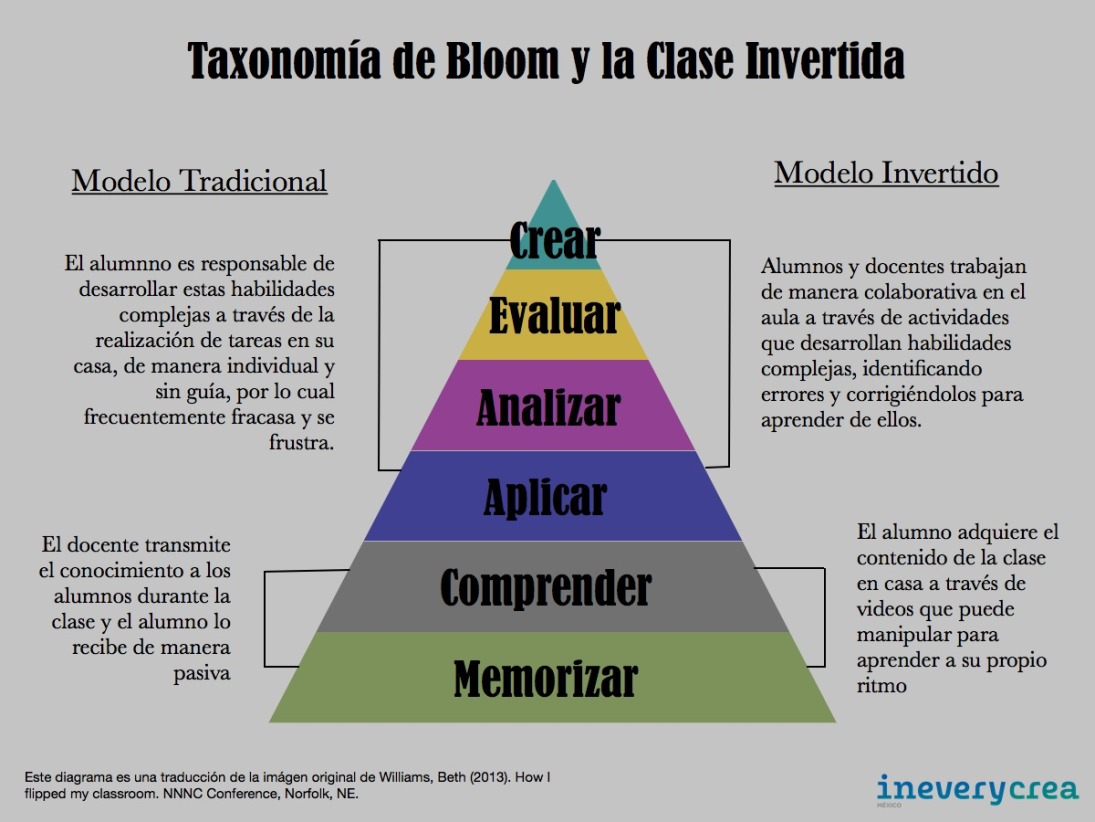 Taxonomía de Bloom y la Clase Invertida
Modelo Tradicional
El alumnno es responsable de
desarrollar estas habilidades
complejas a través de la
realización de tareas en su
casa, de manera individual y
sin guía, por lo cual
frecuentemente fracasa y se
frustra.
El docente transmite
el conocimiento a los
alumnos durante la
clase y el alumno lo
recibe de manera
pasiva
Crear
Evaluar
Analizar
Aplicar
Comprender
Memorizar
Modelo Invertido
Alumnos y docentes trabajan
de manera colaborativa en el
aula a través de actividades
que desarrollan habilidades
complejas, identificando
errores y corrigiéndolos para
aprender de ellos.
El alumno adquiere el
contenido de la clase
en casa a través de
videos que puede
manipular para
aprender a su propio
ritmo
Este diagrama es una traducción de la imágen original de Williams, Beth (2013). How I
flipped my classroom. NNNC Conference, Norfolk, NE.
ineverycrea
MÉXICO